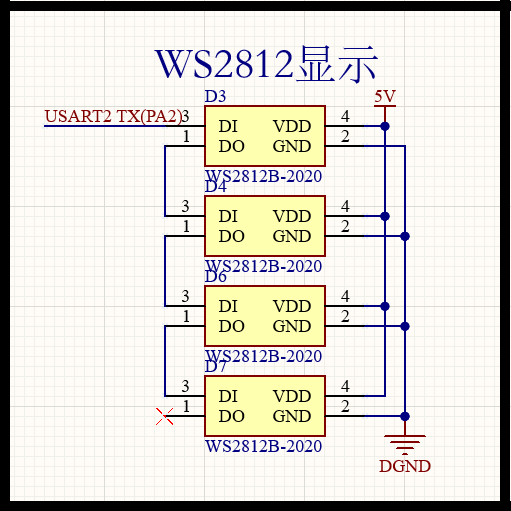 WS2812显示
D3
5V
USART2 TX(PA2)
3 DI VDD 4
1 DO GND 2
WS2812B-2020
D4
3 DI VDD 4
1 DO GND 2
WS2812B-2020
D6
3 DI VDD 4
1 DO GND 2
WS2812B-2020
D7
3 DI VDD 4
1 DO GND 2
WS2812B-2020
DGND